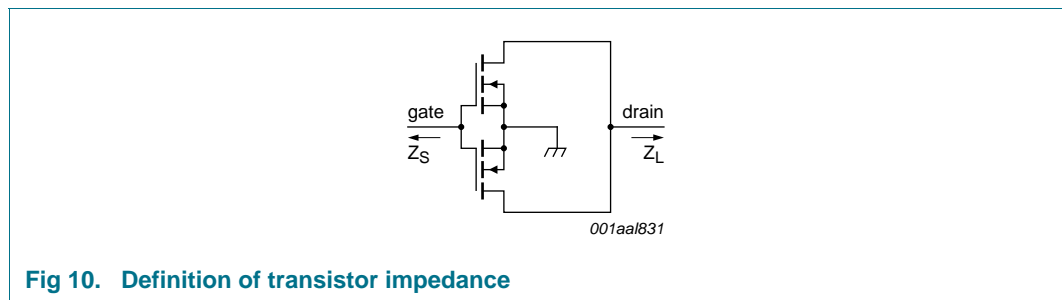 gate
drain
Z_S
Z_L
001aal831
Fig 10. Definition of transistor impedance